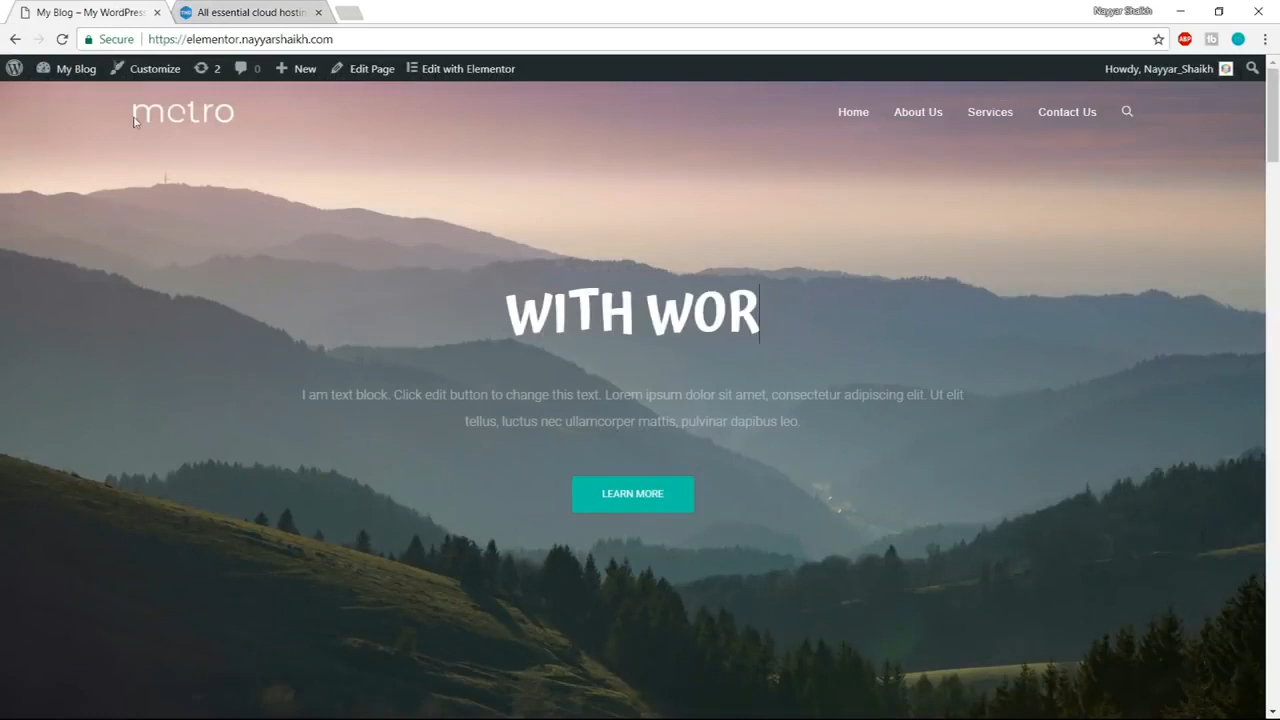 My Blog – My WordPress
All essential cloud hostin
Nayyar Shaikh
Secure https://elementor.nayyarshaikh.com
ABP
My Blog Customize 2 0 New Edit Page Edit with Elementor Howdy, Nayyar_Shaikh
metro Home About Us Services Contact Us
WITH WOR
I am text block. Click edit button to change this text. Lorem ipsum dolor sit amet, consectetur adipiscing elit. Ut elit
tellus, luctus nec ullamcorper mattis, pulvinar dapibus leo.
LEARN MORE